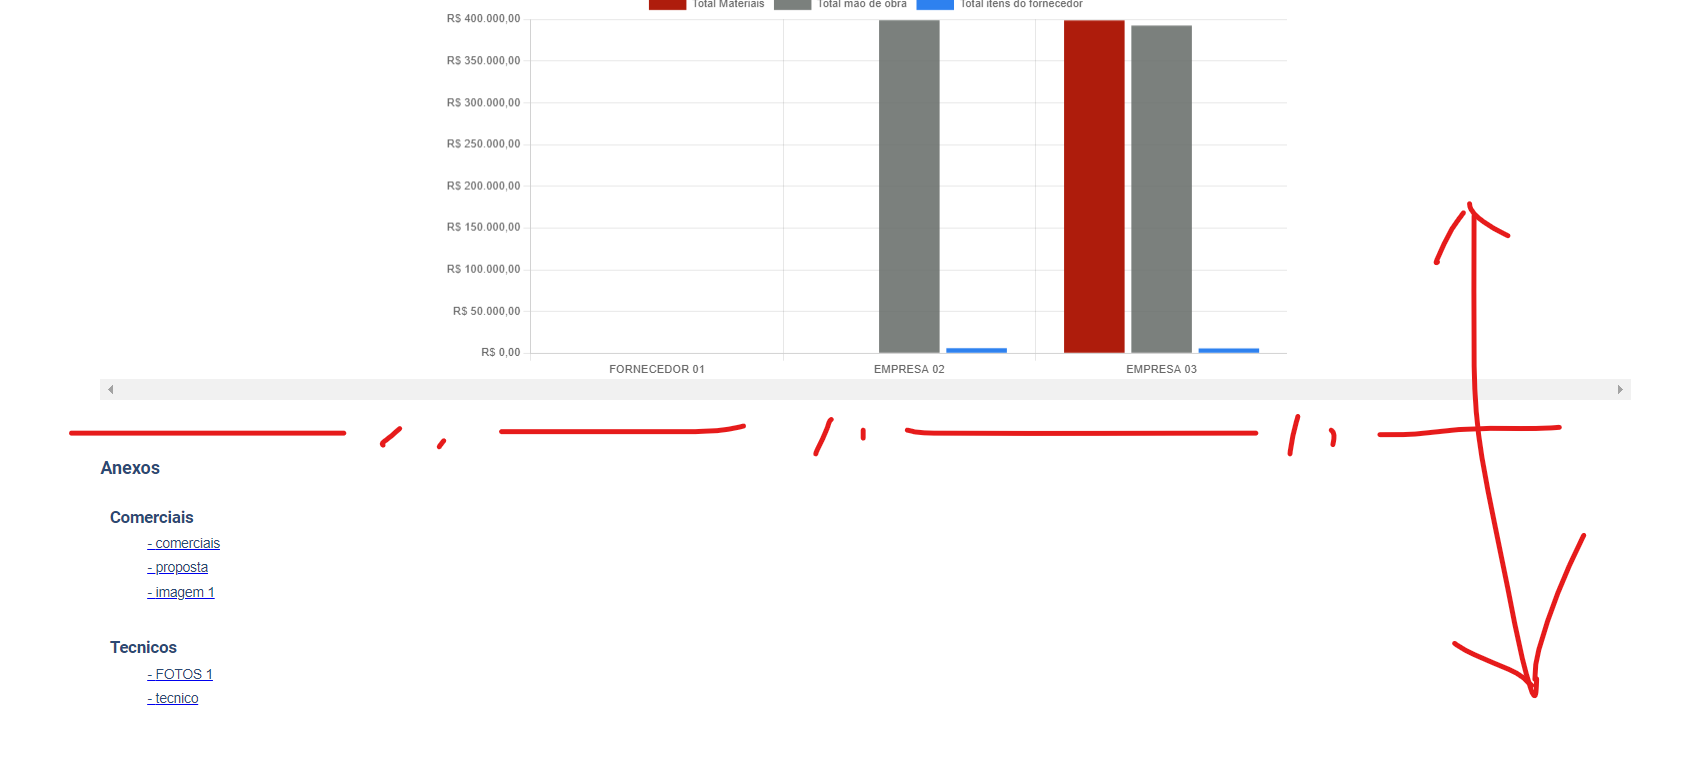 Total Materiais Total mão de obra Total itens do fornecedor
R$ 400.000,00
R$ 350.000,00
R$ 300.000,00
R$ 250.000,00
R$ 200.000,00
R$ 150.000,00
R$ 100.000,00
R$ 50.000,00
R$ 0,00
FORNECEDOR 01 EMPRESA 02 EMPRESA 03
Anexos
Comerciais
- comerciais
- proposta
- imagem 1
Tecnicos
- FOTOS 1
- tecnico